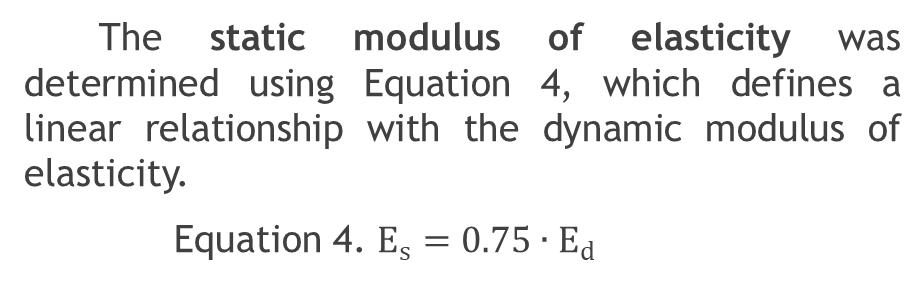 The static modulus of elasticity was
determined using Equation 4, which defines a
linear relationship with the dynamic modulus of
elasticity.
Equation 4. Eₛ = 0.75 · E_d